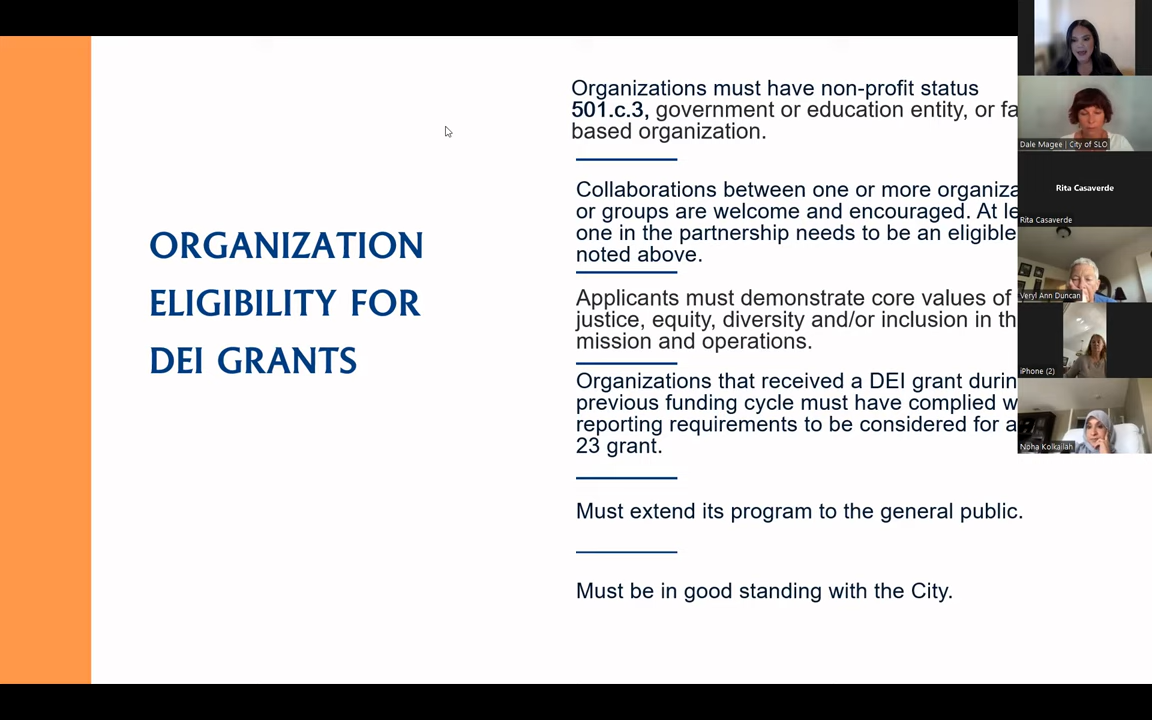 ORGANIZATION
ELIGIBILITY FOR
DEI GRANTS
Organizations must have non-profit status
501.c.3, government or education entity, or fa
based organization.
Collaborations between one or more organiza
or groups are welcome and encouraged. At le
one in the partnership needs to be an eligible
noted above.
Applicants must demonstrate core values of
justice, equity, diversity and/or inclusion in th
mission and operations.
Organizations that received a DEI grant durin
previous funding cycle must have complied w
reporting requirements to be considered for a
23 grant.
Must extend its program to the general public.
Must be in good standing with the City.
Dale Magee | City of SLO
Rita Casaverde
Rita Casaverde
Veryl Ann Duncan
iPhone (2)
Noha Kolkailah